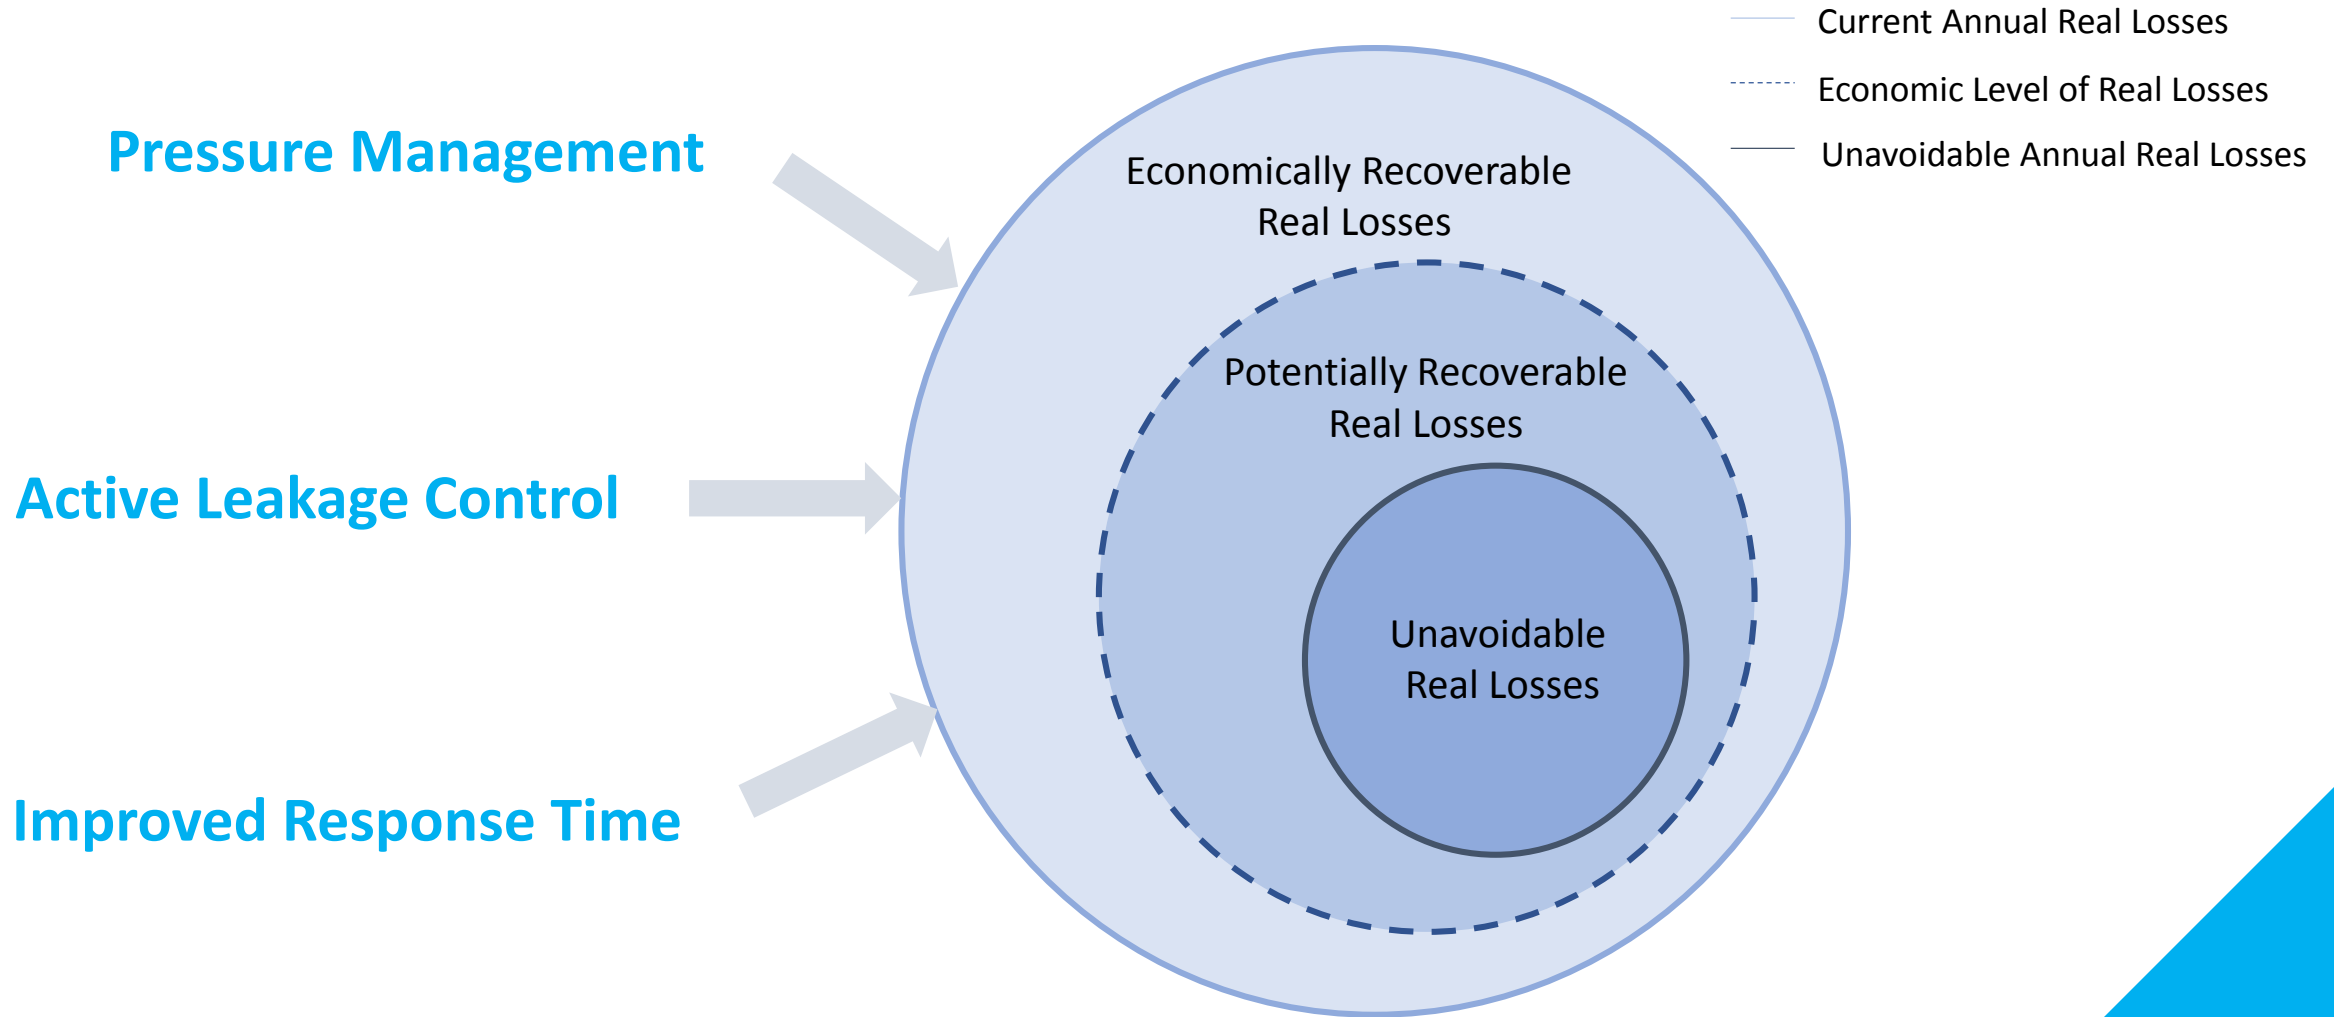 Current Annual Real Losses
Economic Level of Real Losses
Unavoidable Annual Real Losses
Pressure Management
Active Leakage Control
Improved Response Time
Economically Recoverable
Real Losses
Potentially Recoverable
Real Losses
Unavoidable
Real Losses